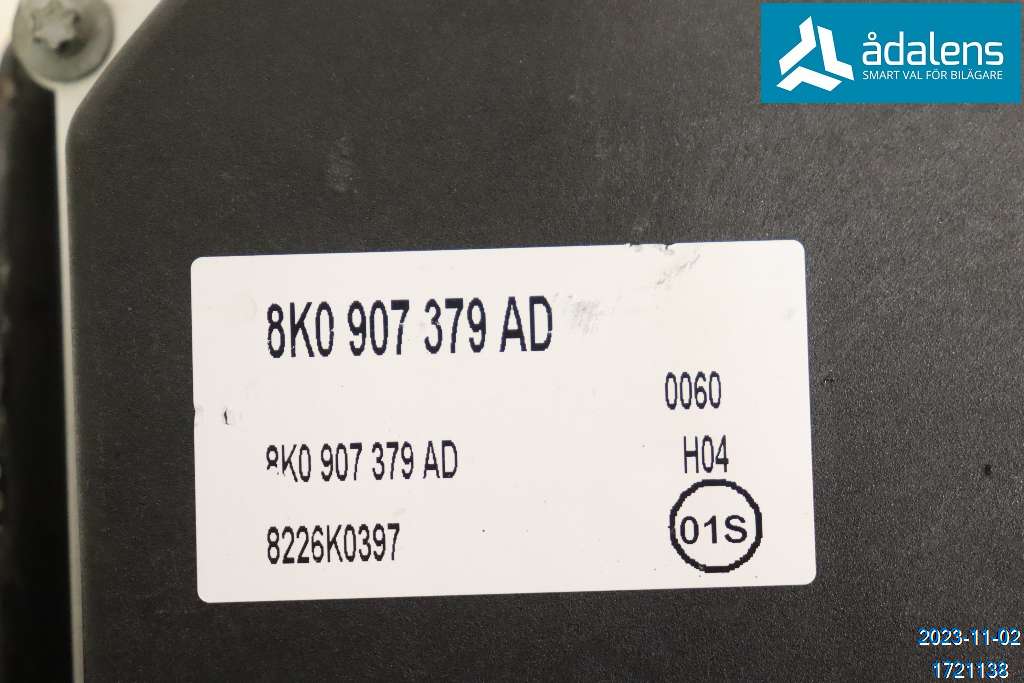 ådalens
SMART VAL FÖR BILÄGARE
8K0 907 379 AD
0060
8K0 907 379 AD
H04
8226K0397
01S
2023-11-02
1721138